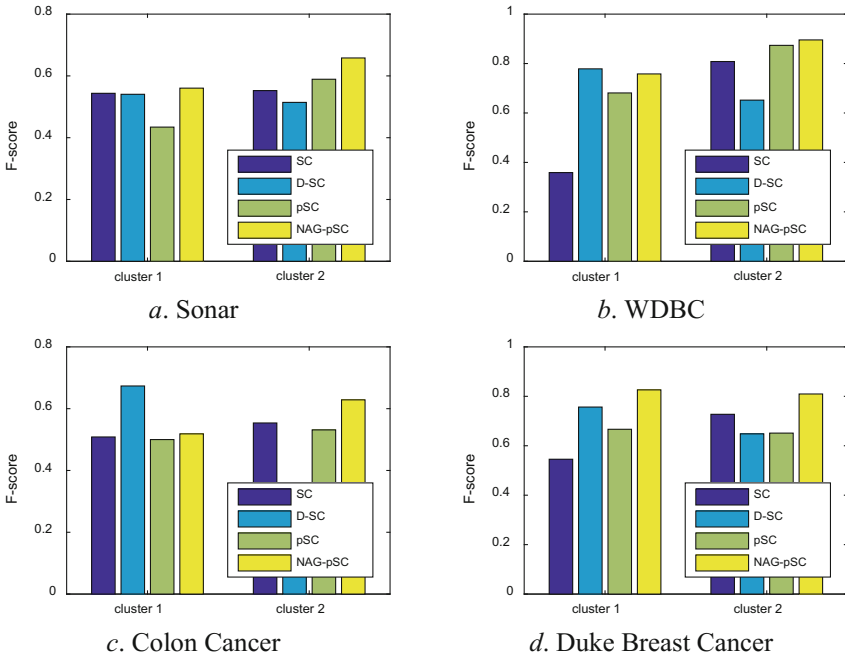 0.8
0.6
0.4
0.2
0
F-score
SC
D-SC
pSC
NAG-pSC
cluster 1
cluster 2
a. Sonar
1
0.8
0.6
0.4
0.2
0
F-score
SC
D-SC
pSC
NAG-pSC
cluster 1
cluster 2
b. WDBC
0.8
0.6
0.4
0.2
0
F-score
SC
D-SC
pSC
NAG-pSC
cluster 1
cluster 2
c. Colon Cancer
1
0.8
0.6
0.4
0.2
0
F-score
SC
D-SC
pSC
NAG-pSC
cluster 1
cluster 2
d. Duke Breast Cancer